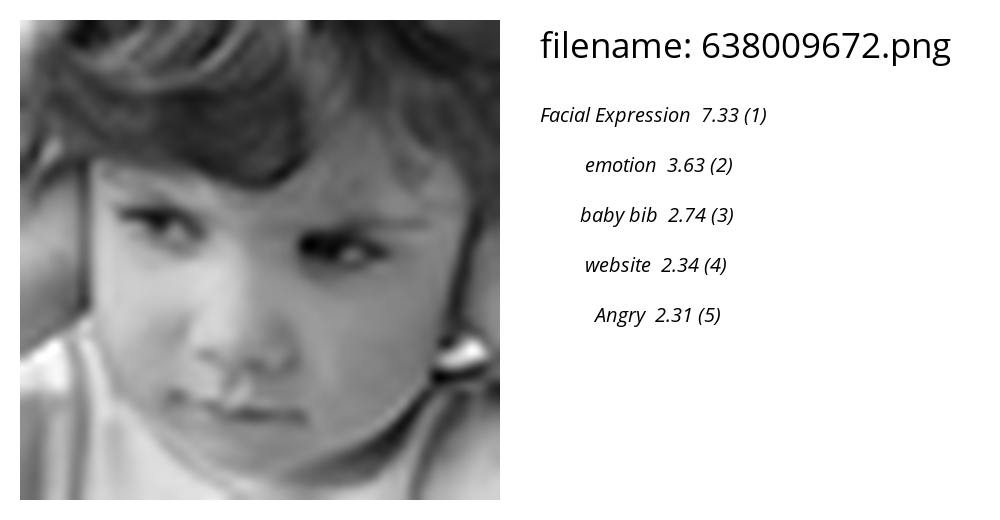 filename: 638009672.png
Facial Expression 7.33 (1)
emotion 3.63 (2)
baby bib 2.74 (3)
website 2.34 (4)
Angry 2.31 (5)